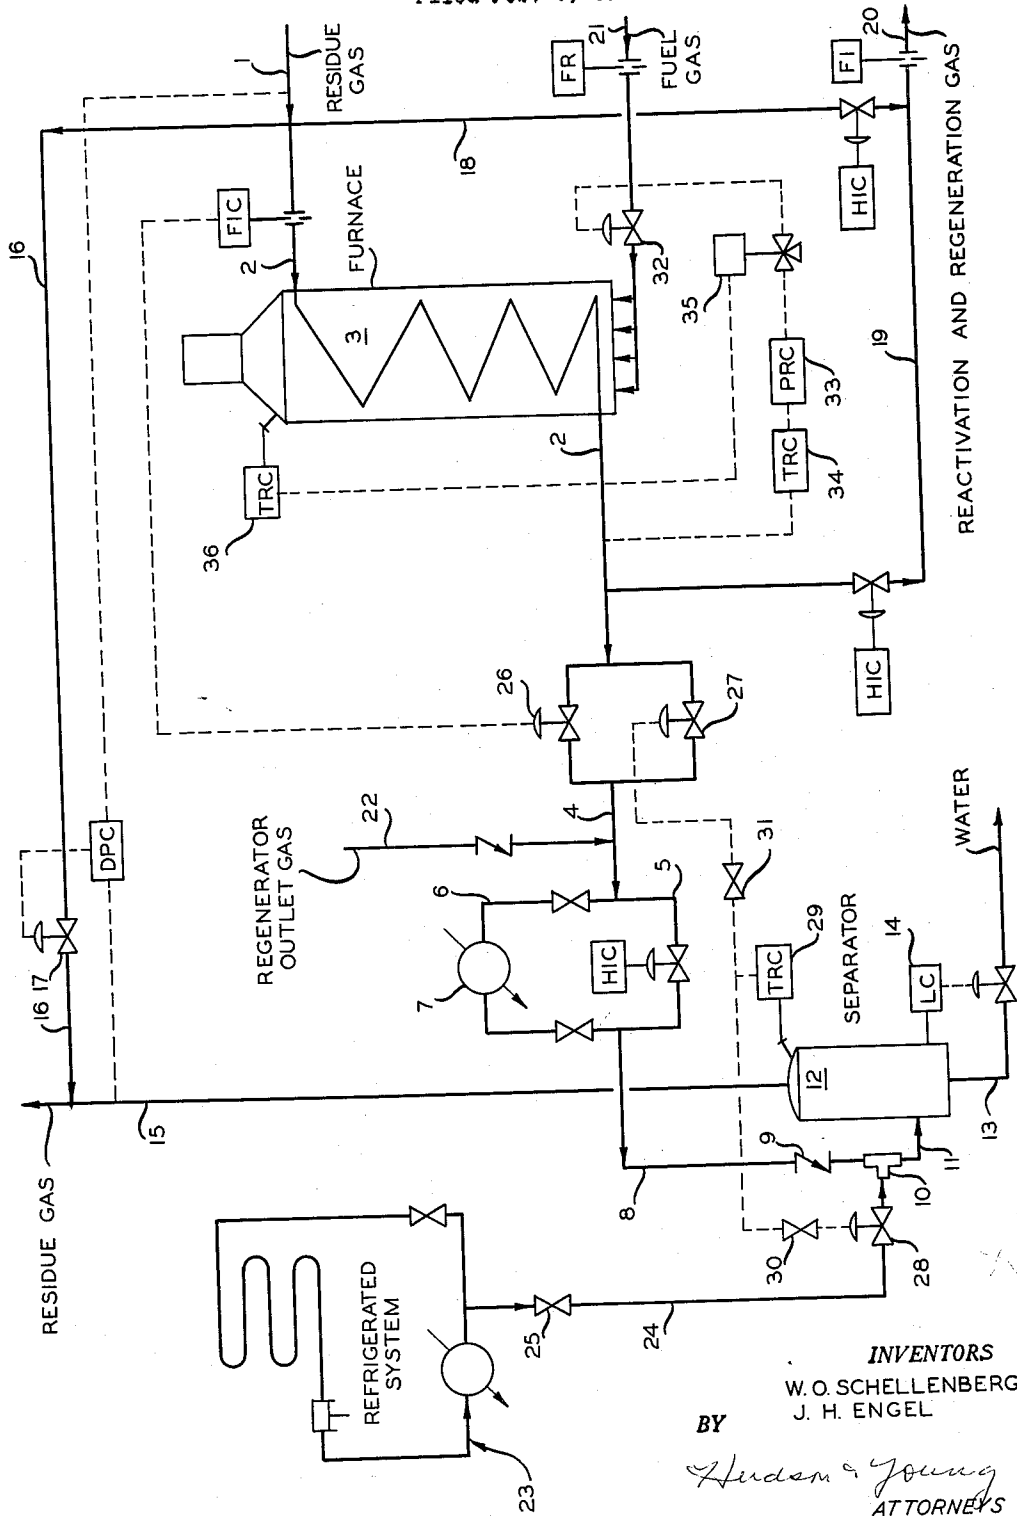 1
RESIDUE GAS
21
FR
FUEL GAS
20
FI
REACTIVATION AND REGENERATION GAS
18
HIC
16
FIC
2
FURNACE
3
32
35
PRC
33
TRC
34
19
2
TRC
36
HIC
26
27
DPC
17
16
REGENERATOR OUTLET GAS
22
4
31
5
6
7
HIC
TRC
29
SEPARATOR
14
LC
WATER
12
13
RESIDUE GAS
15
8
9
10
11
30
28
REFRIGERATED SYSTEM
25
24
23
INVENTORS
W. O. SCHELLENBERG
J. H. ENGEL
BY
Hudson & Young
ATTORNEYS